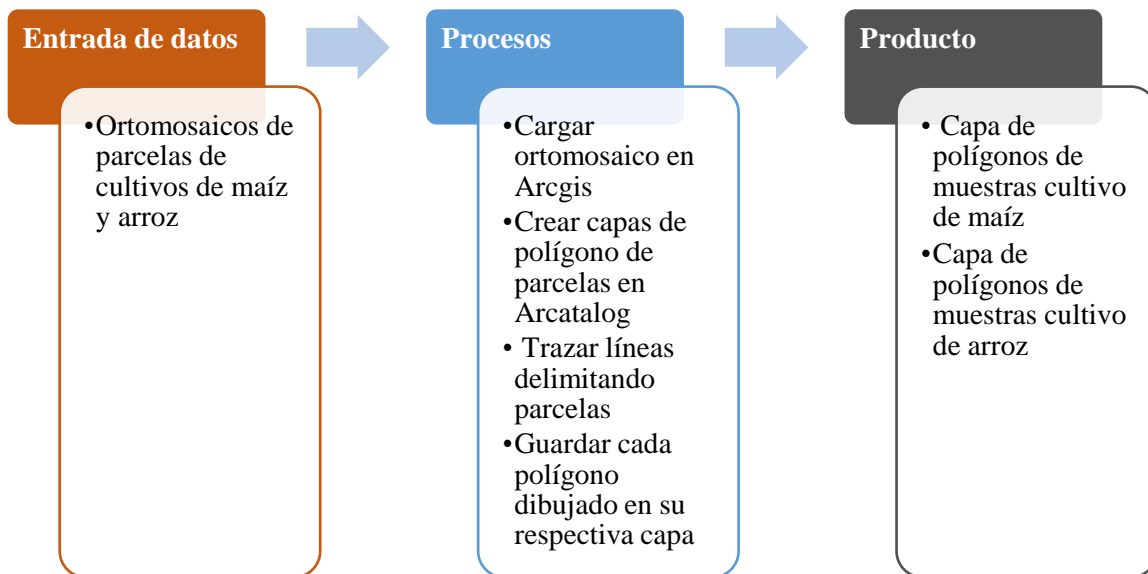 Entrada de datos
•Ortomosaicos de
parcelas de
cultivos de maíz
y arroz
Procesos
•Cargar
ortomosaico en
Arcgis
•Crear capas de
polígono de
parcelas en
Arcatalog
• Trazar líneas
delimitando
parcelas
•Guardar cada
polígono
dibujado en su
respectiva capa
Producto
• Capa de
polígonos de
muestras cultivo
de maíz
•Capa de
polígonos de
muestras cultivo
de arroz